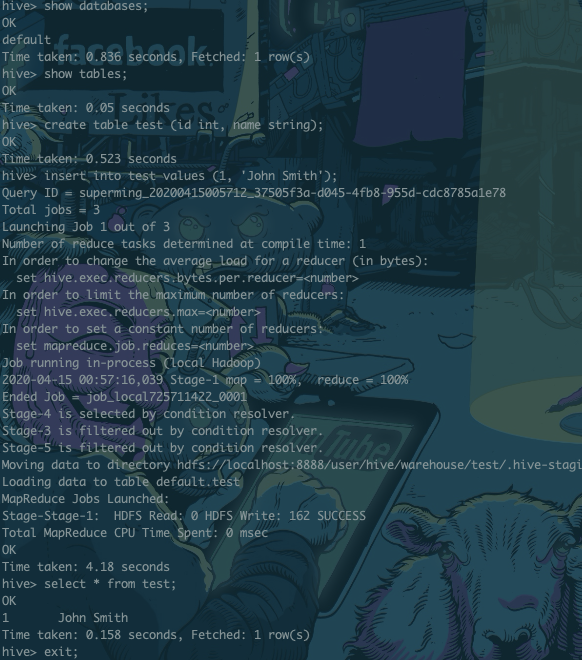 hive> show databases;
OK
default
Time taken: 0.836 seconds, Fetched: 1 row(s)
hive> show tables;
OK
Time taken: 0.05 seconds
hive> create table test (id int, name string);
OK
Time taken: 0.523 seconds
hive> insert into test values (1, 'John Smith');
Query ID = superming_20200415005712_37505f3a-d045-4fb8-955d-cdc8785a1e78
Total jobs = 3
Launching Job 1 out of 3
Number of reduce tasks determined at compile time: 1
In order to change the average load for a reducer (in bytes):
  set hive.exec.reducers.bytes.per.reducer=<number>
In order to limit the maximum number of reducers:
  set hive.exec.reducers.max=<number>
In order to set a constant number of reducers:
  set mapreduce.job.reduces=<number>
Job running in-process (local Hadoop)
2020-04-15 00:57:16,039 Stage-1 map = 100%,  reduce = 100%
Ended Job = job_local725711422_0001
Stage-4 is selected by condition resolver.
Stage-3 is filtered out by condition resolver.
Stage-5 is filtered out by condition resolver.
Moving data to directory hdfs://localhost:8888/user/hive/warehouse/test/.hive-stagi
Loading data to table default.test
MapReduce Jobs Launched:
Stage-Stage-1:  HDFS Read: 0 HDFS Write: 162 SUCCESS
Total MapReduce CPU Time Spent: 0 msec
OK
Time taken: 4.18 seconds
hive> select * from test;
OK
1       John Smith
Time taken: 0.158 seconds, Fetched: 1 row(s)
hive> exit;
facebook
Likes
Tube